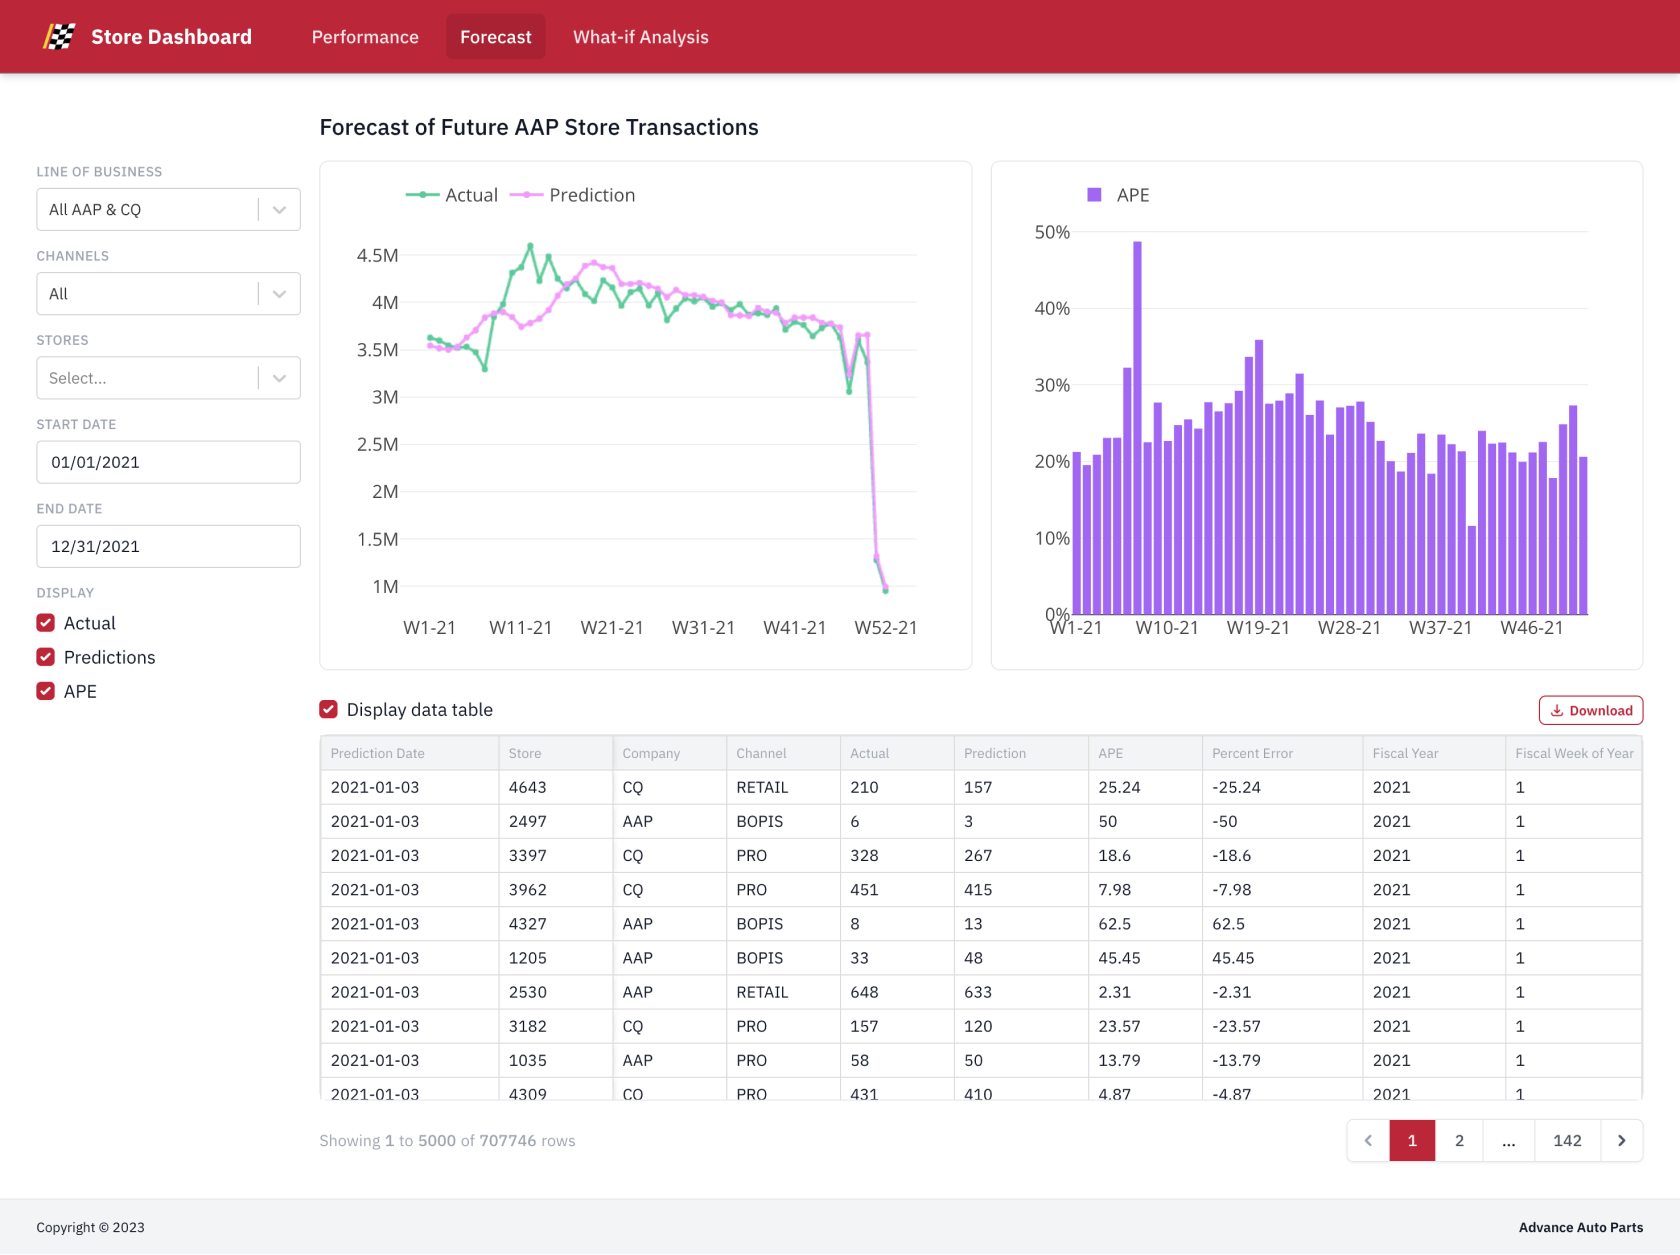 Store Dashboard
Performance
Forecast
What-if Analysis
Forecast of Future AAP Store Transactions
LINE OF BUSINESS
All AAP & CQ
CHANNELS
All
STORES
Select...
START DATE
01/01/2021
END DATE
12/31/2021
DISPLAY
Actual
Predictions
APE
Actual Prediction
4.5M
4M
3.5M
3M
2.5M
2M
1.5M
1M
W1-21 W11-21 W21-21 W31-21 W41-21 W52-21
APE
50%
40%
30%
20%
10%
0%
W1-21 W10-21 W19-21 W28-21 W37-21 W46-21
Display data table
Download
Prediction Date Store Company Channel Actual Prediction APE Percent Error Fiscal Year Fiscal Week of Year
2021-01-03 4643 CQ RETAIL 210 157 25.24 -25.24 2021 1
2021-01-03 2497 AAP BOPIS 6 3 50 -50 2021 1
2021-01-03 3397 CQ PRO 328 267 18.6 -18.6 2021 1
2021-01-03 3962 CQ PRO 451 415 7.98 -7.98 2021 1
2021-01-03 4327 AAP BOPIS 8 13 62.5 62.5 2021 1
2021-01-03 1205 AAP BOPIS 33 48 45.45 45.45 2021 1
2021-01-03 2530 AAP RETAIL 648 633 2.31 -2.31 2021 1
2021-01-03 3182 CQ PRO 157 120 23.57 -23.57 2021 1
2021-01-03 1035 AAP PRO 58 50 13.79 -13.79 2021 1
2021-01-03 4309 CQ PRO 431 410 4.87 -4.87 2021 1
Showing 1 to 5000 of 707746 rows
1 2 ... 142
Copyright © 2023
Advance Auto Parts